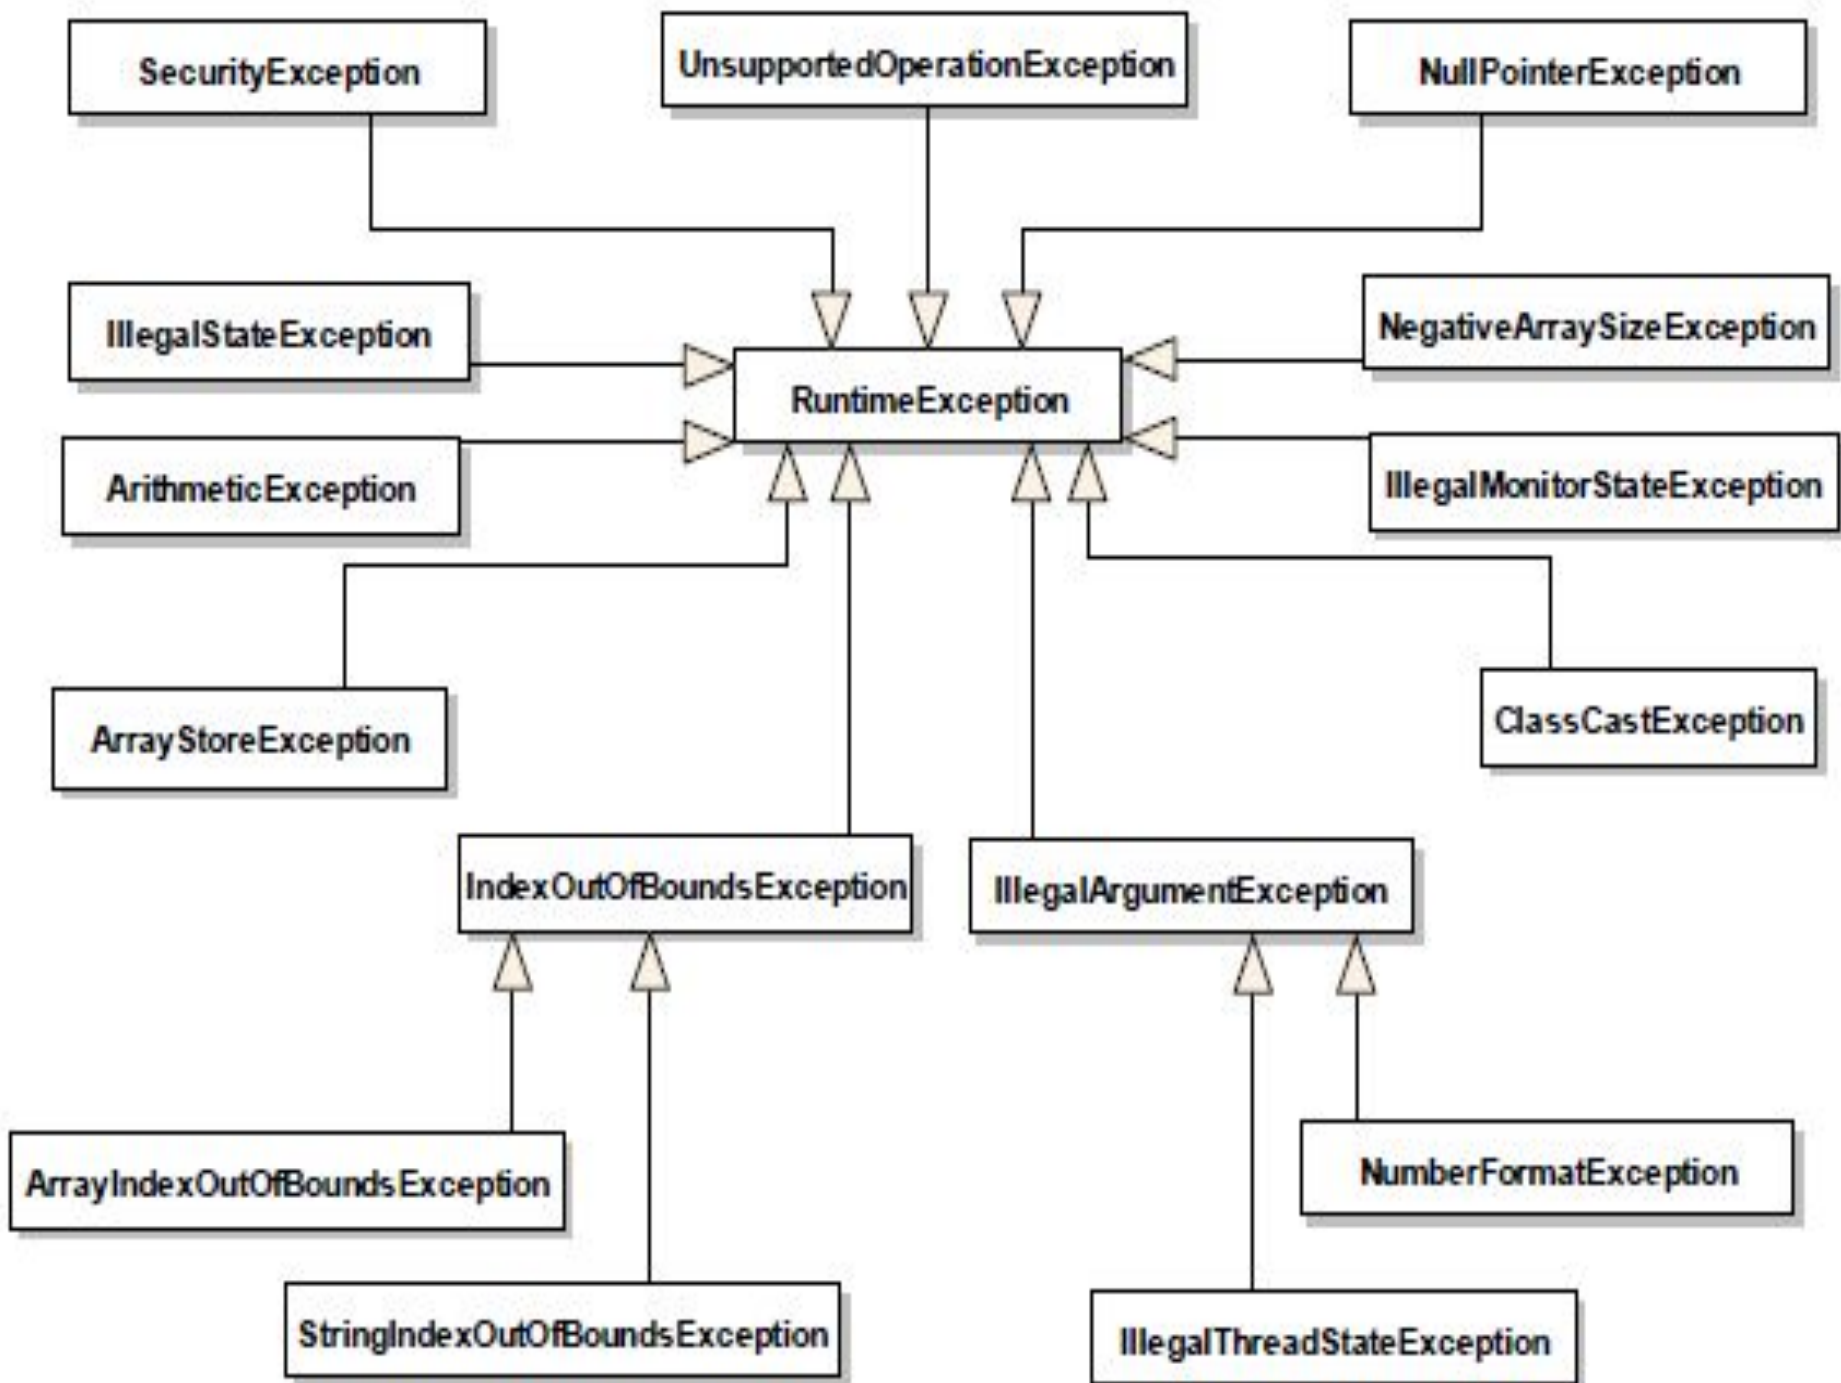 SecurityException
UnsupportedOperationException
NullPointerException
IllegalStateException
NegativeArraySizeException
RuntimeException
ArithmeticException
IllegalMonitorStateException
ArrayStoreException
ClassCastException
IndexOutOfBoundsException
IllegalArgumentException
ArrayIndexOutOfBoundsException
NumberFormatException
StringIndexOutOfBoundsException
IllegalThreadStateException